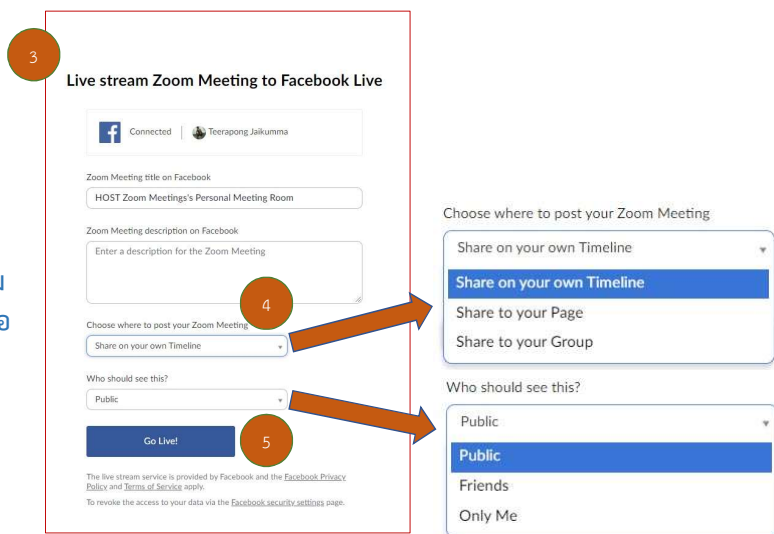 3
Live stream Zoom Meeting to Facebook Live
Connected
Teerapong Jaikumma
Zoom Meeting title on Facebook
HOST Zoom Meetings's Personal Meeting Room
Zoom Meeting description on Facebook
Enter a description for the Zoom Meeting
4
Choose where to post your Zoom Meeting
Share on your own Timeline
Who should see this?
Public
Go Live!
5
The live stream service is provided by Facebook and the Facebook Privacy
Policy and Terms of Service apply.
To revoke the access to your data via the Facebook security settings page.
Choose where to post your Zoom Meeting
Share on your own Timeline
Share on your own Timeline
Share to your Page
Share to your Group
Who should see this?
Public
Public
Friends
Only Me